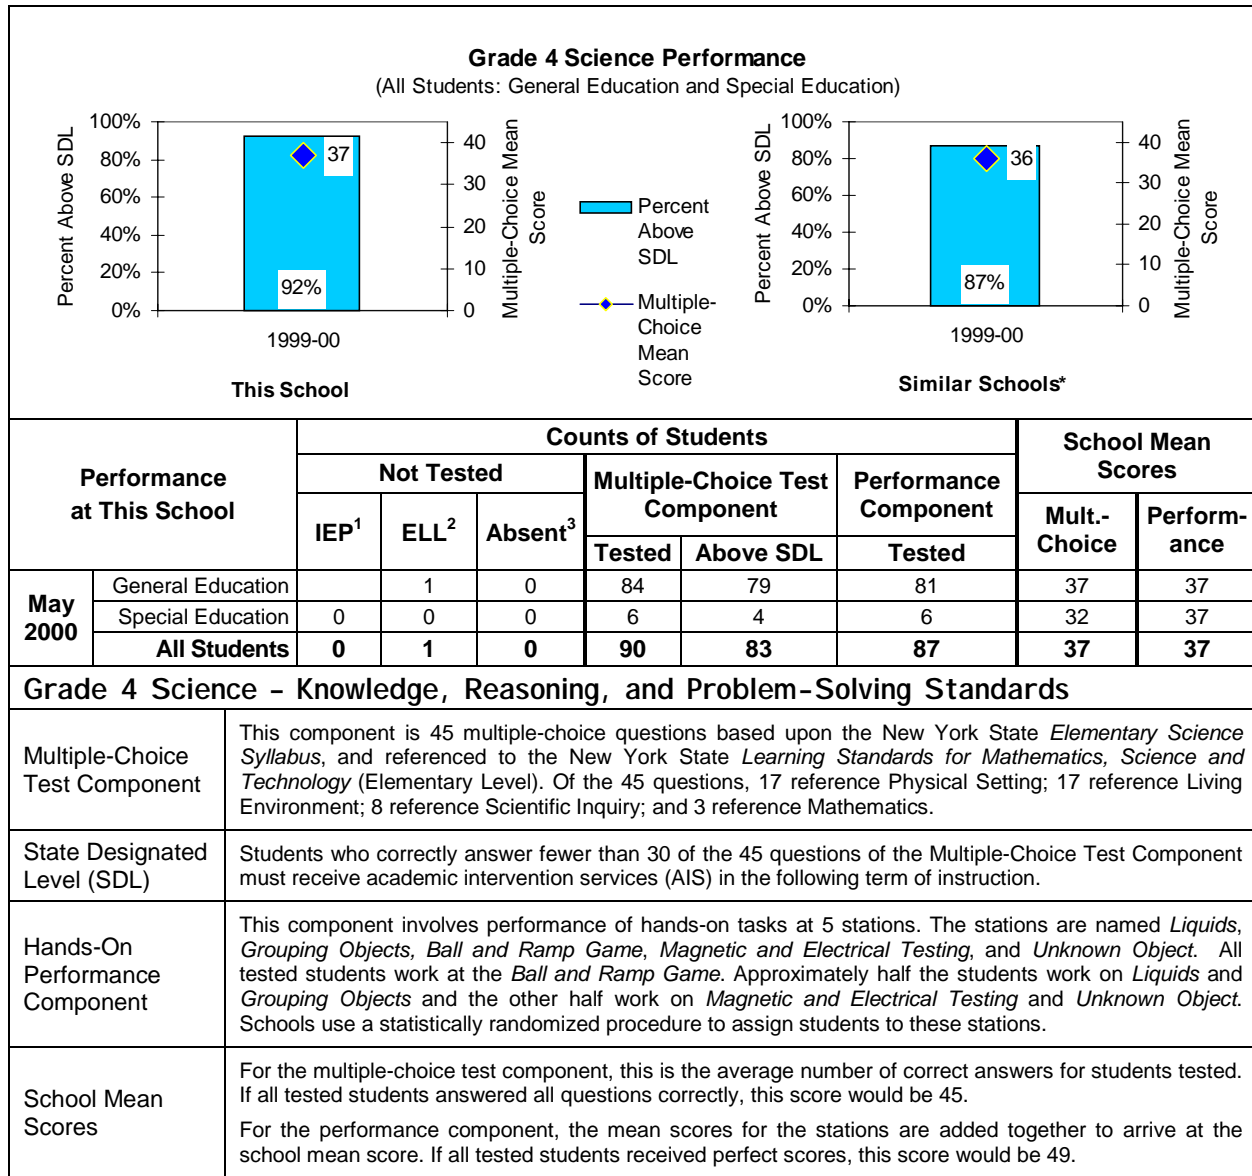 Grade 4 Science Performance
(All Students: General Education and Special Education)
Percent Above SDL
100%
80%
60%
40%
20%
0%
37
92%
40
30
20
10
0
Multiple-Choice Mean
Score
1999-00
This School
Percent
Above
SDL
Multiple-
Choice
Mean
Score
Percent Above SDL
100%
80%
60%
40%
20%
0%
36
87%
40
30
20
10
0
Multiple-Choice Mean
Score
1999-00
Similar Schools*
Performance
at This School
Counts of Students
School Mean
Scores
Not Tested
Multiple-Choice Test
Component
Performance
Component
IEP1 ELL2 Absent3
Tested Above SDL Tested
Mult.-
Choice
Perform-
ance
May
2000
General Education 1 0 84 79 81 37 37
Special Education 0 0 0 6 4 6 32 37
All Students 0 1 0 90 83 87 37 37
Grade 4 Science – Knowledge, Reasoning, and Problem-Solving Standards
Multiple-Choice
Test Component
This component is 45 multiple-choice questions based upon the New York State Elementary Science
Syllabus, and referenced to the New York State Learning Standards for Mathematics, Science and
Technology (Elementary Level). Of the 45 questions, 17 reference Physical Setting; 17 reference Living
Environment; 8 reference Scientific Inquiry; and 3 reference Mathematics.
State Designated
Level (SDL)
Students who correctly answer fewer than 30 of the 45 questions of the Multiple-Choice Test Component
must receive academic intervention services (AIS) in the following term of instruction.
Hands-On
Performance
Component
This component involves performance of hands-on tasks at 5 stations. The stations are named Liquids,
Grouping Objects, Ball and Ramp Game, Magnetic and Electrical Testing, and Unknown Object. All
tested students work at the Ball and Ramp Game. Approximately half the students work on Liquids and
Grouping Objects and the other half work on Magnetic and Electrical Testing and Unknown Object.
Schools use a statistically randomized procedure to assign students to these stations.
School Mean
Scores
For the multiple-choice test component, this is the average number of correct answers for students tested.
If all tested students answered all questions correctly, this score would be 45.
For the performance component, the mean scores for the stations are added together to arrive at the
school mean score. If all tested students received perfect scores, this score would be 49.